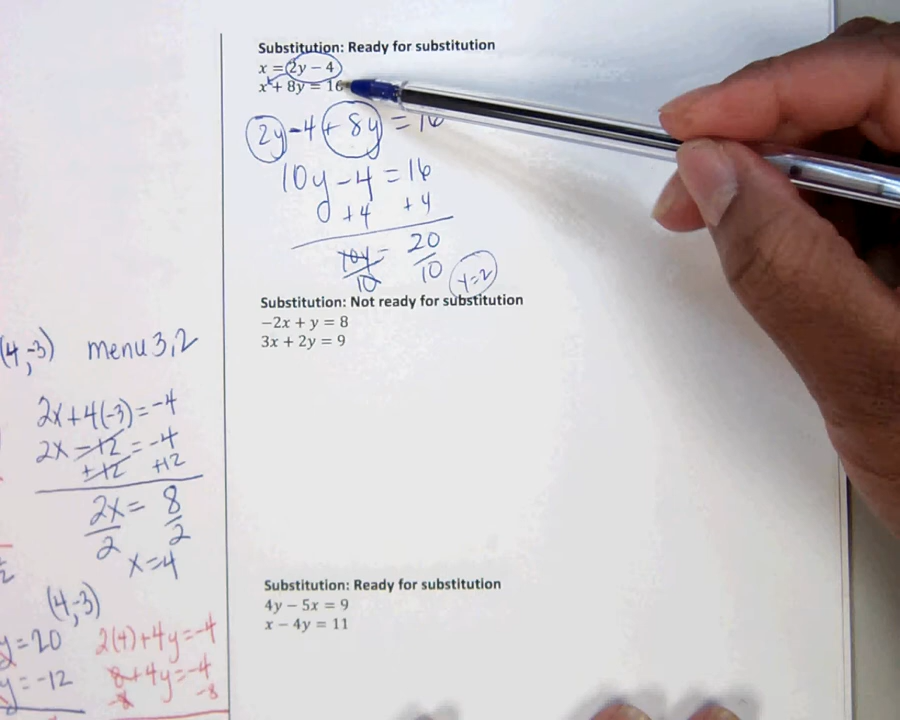 Substitution: Ready for substitution
x = 2y − 4
x + 8y = 16
2y-4+8y = 16
10y-4=16
+4 +4
10y= 20
10 10
y=2
Substitution: Not ready for substitution
−2x + y = 8
3x + 2y = 9
(4,-3) menu 3,2
2x+4(-3)=-4
2x-12=-4
+12 +12
2x= 8
2 2
x=4
(4,-3)
y=20
y=-12
2(4)+4y=-4
8+4y=-4
-8 -8
Substitution: Ready for substitution
4y − 5x = 9
x − 4y = 11